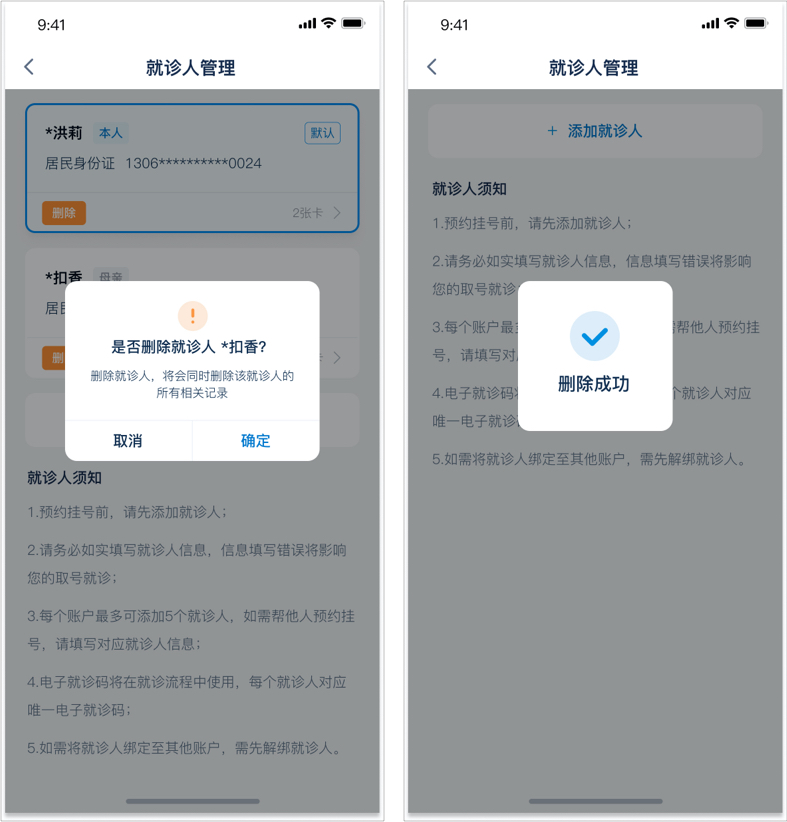 9:41
就诊人管理
*洪莉 本人 默认
居民身份证 1306**********0024
删除 2张卡
*扣香 母亲
是否删除就诊人 *扣香?
删除就诊人，将会同时删除该就诊人的
所有相关记录
取消 确定
就诊人须知
1.预约挂号前，请先添加就诊人；
2.请务必如实填写就诊人信息，信息填写错误将影响
您的取号就诊；
3.每个账户最多可添加5个就诊人，如需帮他人预约挂
号，请填写对应就诊人信息；
4.电子就诊码将在就诊流程中使用，每个就诊人对应
唯一电子就诊码；
5.如需将就诊人绑定至其他账户，需先解绑就诊人。
9:41
就诊人管理
+ 添加就诊人
就诊人须知
1.预约挂号前，请先添加就诊人；
2.请务必如实填写就诊人信息，信息填写错误将影响
您的取号就诊
3.每个账户最 帮他人预约挂
号，请填写对
4.电子就诊码 个就诊人对应
唯一电子就诊
5.如需将就诊人绑定至其他账户，需先解绑就诊人。
删除成功